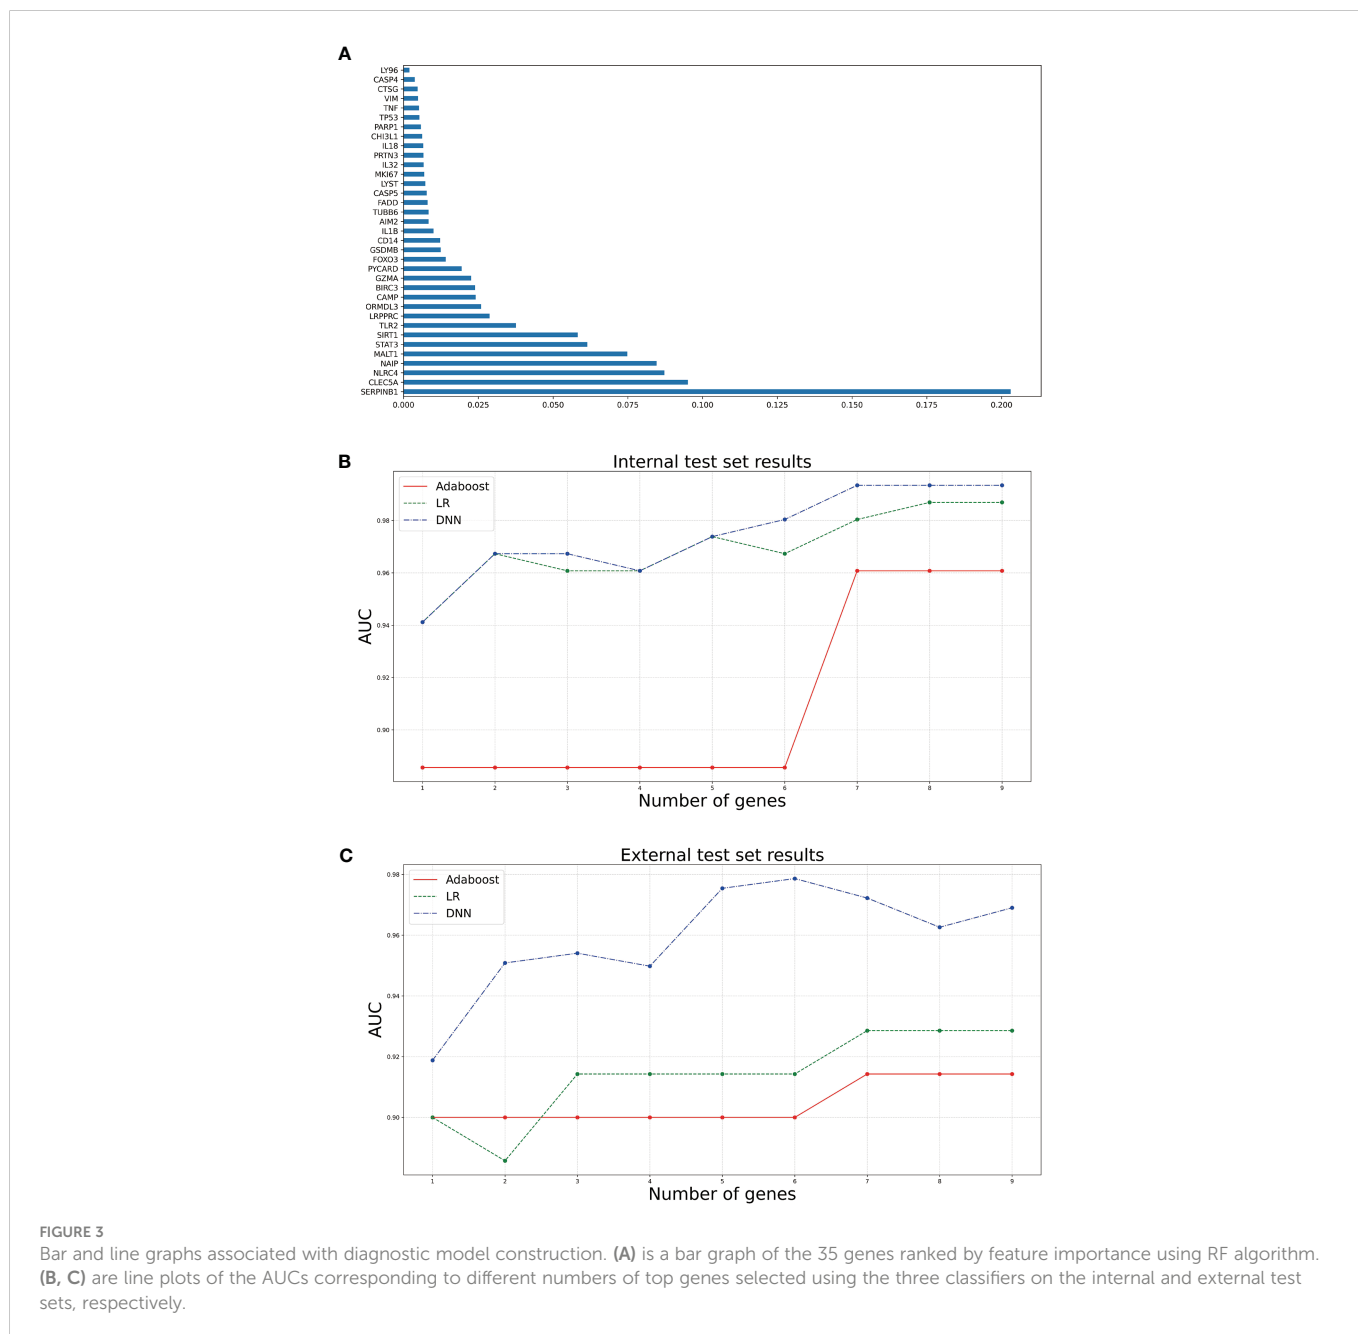 A
LY96
CASP4
CTSG
VIM
TNF
TP53
PARP1
CHI3L1
IL18
PRTN3
IL32
MKI67
LYST
CASP5
FADD
TUBB6
AIM2
IL1B
CD14
GSDMB
FOXO3
PYCARD
GZMA
BIRC3
CAMP
ORMDL3
LRPPRC
TLR2
SIRT1
STAT3
MALT1
NAIP
NLRC4
CLEC5A
SERPINB1
0.000 0.025 0.050 0.075 0.100 0.125 0.150 0.175 0.200
B
Internal test set results
Adaboost
LR
DNN
0.98
0.96
0.94
0.92
0.90
AUC
1 2 3 4 5 6 7 8 9
Number of genes
C
External test set results
Adaboost
LR
DNN
0.98
0.96
0.94
0.92
0.90
AUC
1 2 3 4 5 6 7 8 9
Number of genes
FIGURE 3
Bar and line graphs associated with diagnostic model construction. (A) is a bar graph of the 35 genes ranked by feature importance using RF algorithm.
(B, C) are line plots of the AUCs corresponding to different numbers of top genes selected using the three classifiers on the internal and external test
sets, respectively.